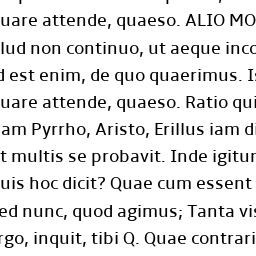 uare attende, quaeso. ALIO MO
lud non continuo, ut aeque inco
d est enim, de quo quaerimus. Is
uare attende, quaeso. Ratio qui
am Pyrrho, Aristo, Erillus iam di
t multis se probavit. Inde igitur
uis hoc dicit? Quae cum essent
ed nunc, quod agimus; Tanta vis
rgo, inquit, tibi Q. Quae contrari